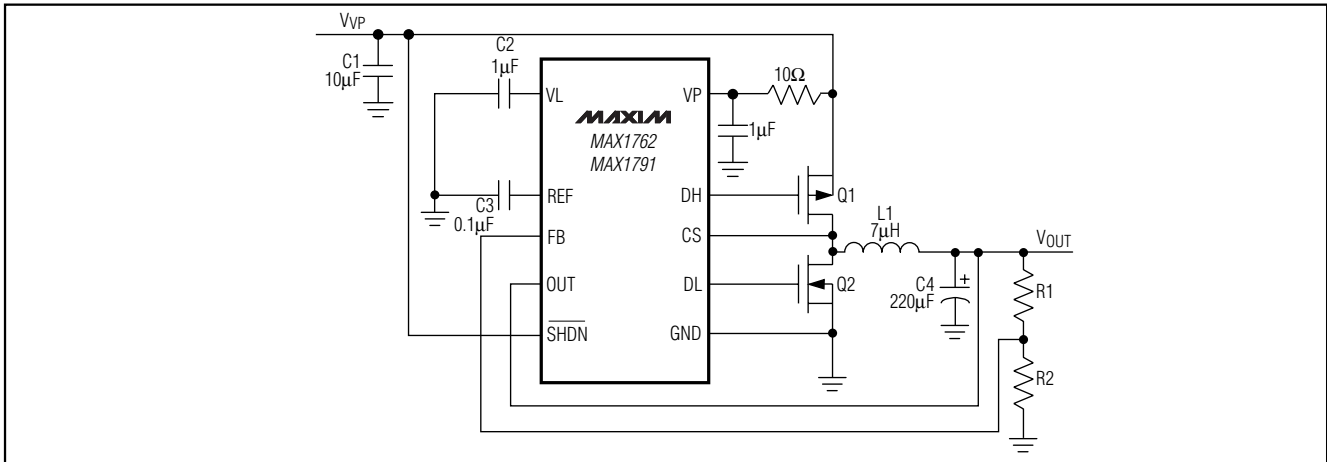 VVP
C1
10µF
C2
1µF
VL
VP
10Ω
1µF
MAXIM
MAX1762
MAX1791
REF
C3
0.1µF
DH
Q1
FB
CS
L1
7µH
VOUT
OUT
DL
Q2
C4
220µF
+
R1
SHDN
GND
R2